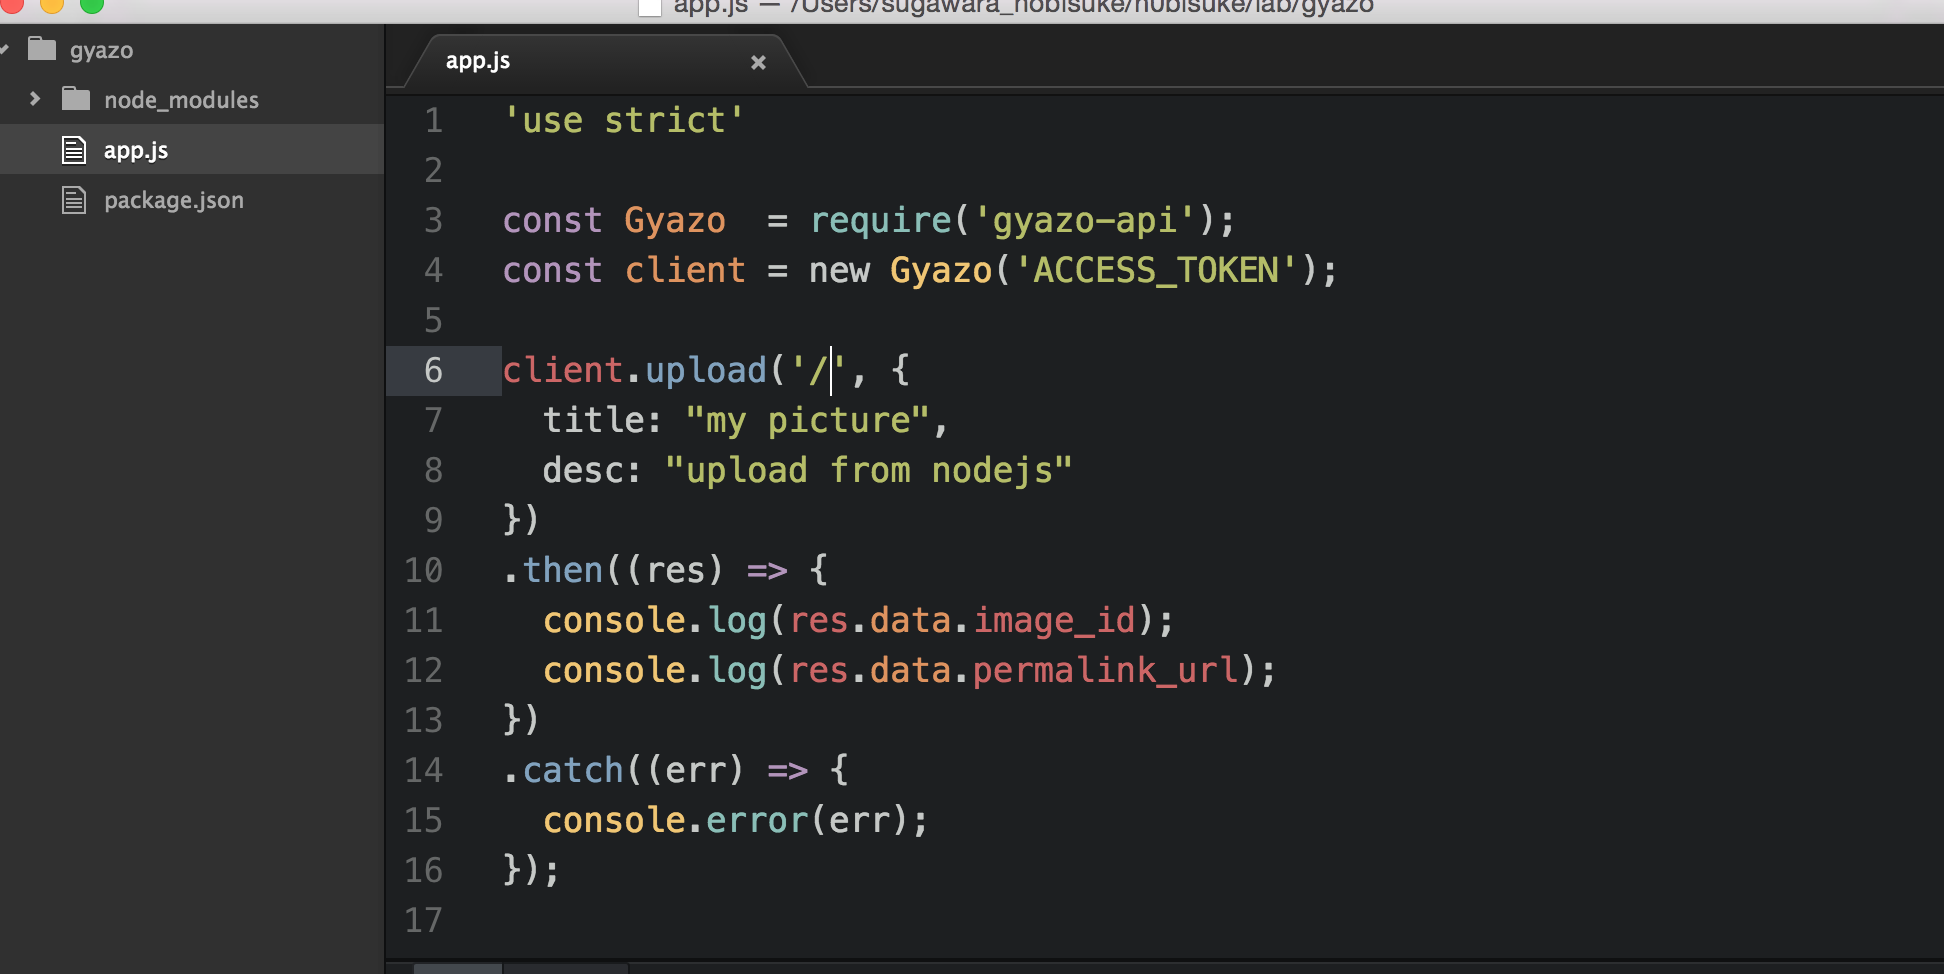 app.js — /Users/sugawara_nobisuke/n0bisuke/lab/gyazo
gyazo
node_modules
app.js
package.json
app.js
1 'use strict'
2
3 const Gyazo  = require('gyazo-api');
4 const client = new Gyazo('ACCESS_TOKEN');
5
6 client.upload('/', {
7   title: "my picture",
8   desc: "upload from nodejs"
9 })
10 .then((res) => {
11   console.log(res.data.image_id);
12   console.log(res.data.permalink_url);
13 })
14 .catch((err) => {
15   console.error(err);
16 });
17